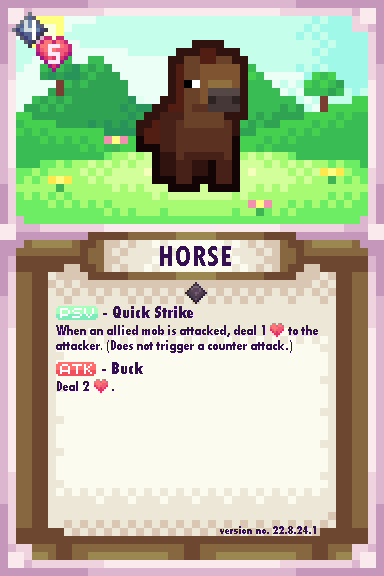 4
5
HORSE
PSV - Quick Strike
When an allied mob is attacked, deal 1 to the
attacker. (Does not trigger a counter attack.)
ATK - Buck
Deal 2 .
version no. 22.8.24.1